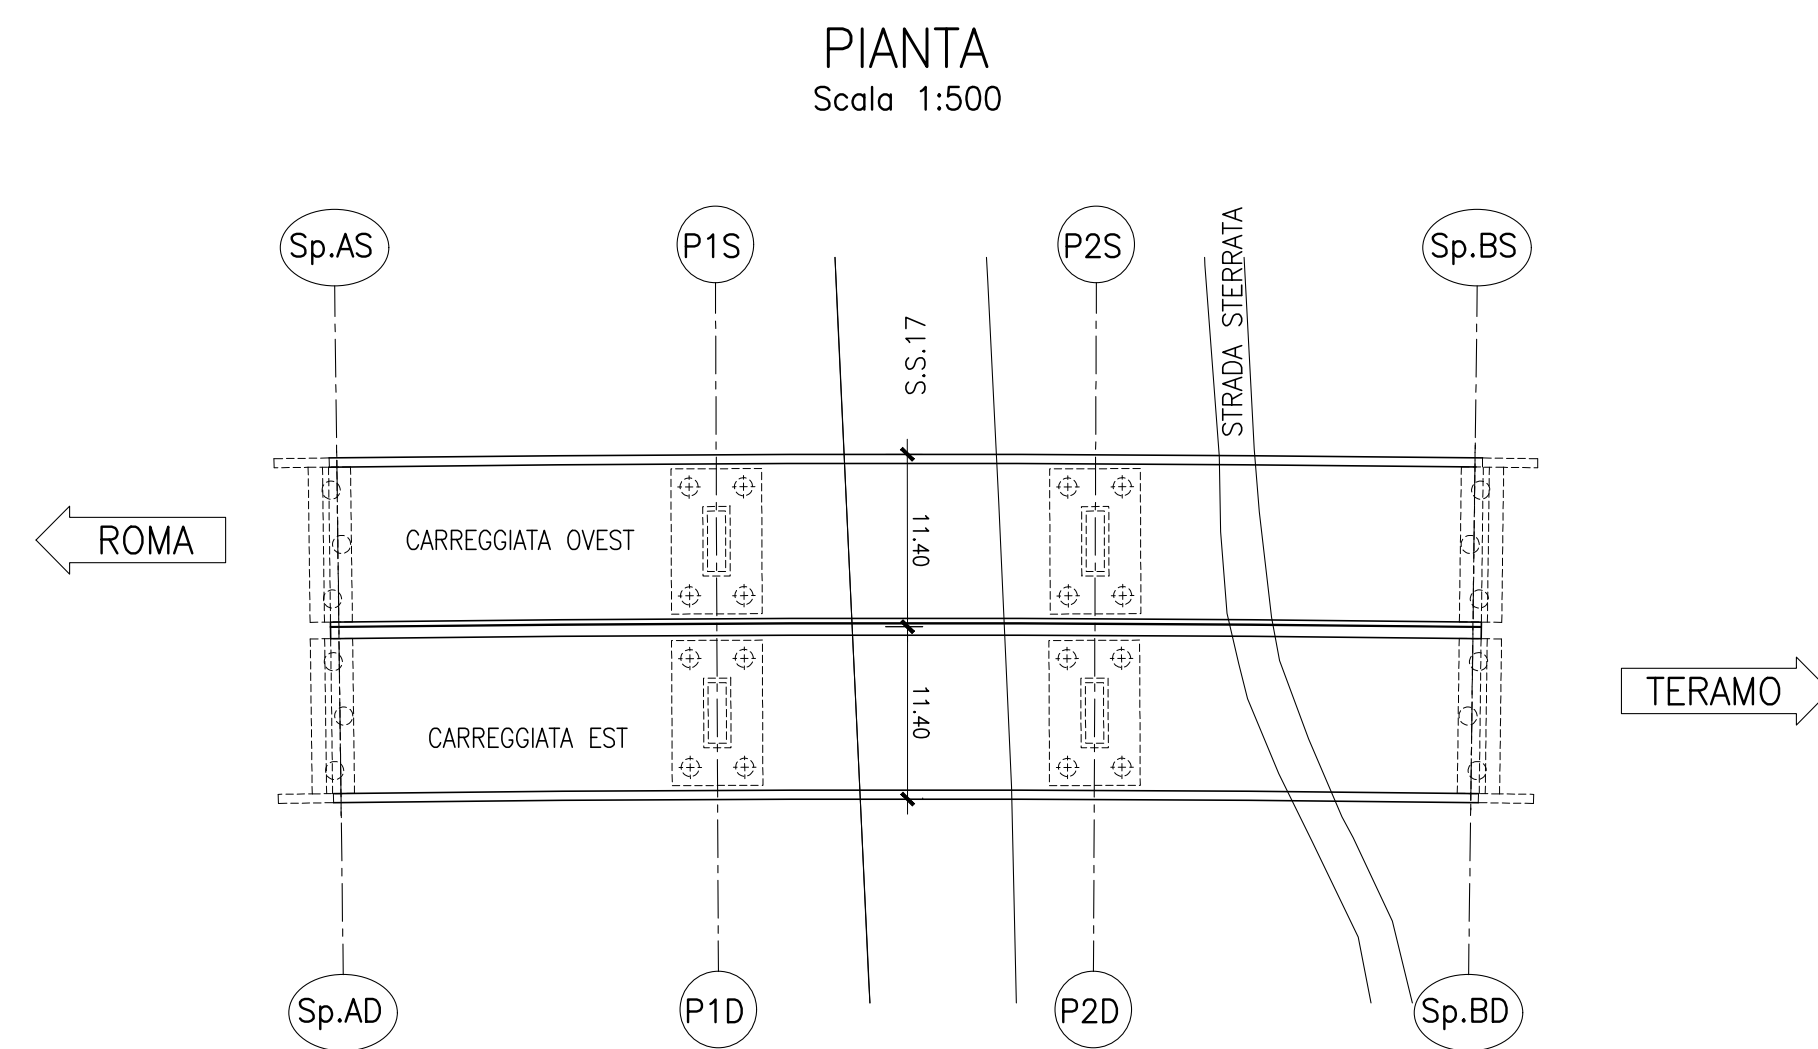 PIANTA
Scala 1:500
Sp.AS
P1S
P2S
STRADA STERRATA
Sp.BS
S.S.17
ROMA
CARREGGIATA OVEST
11.40
TERAMO
CARREGGIATA EST
11.40
Sp.AD
P1D
P2D
Sp.BD